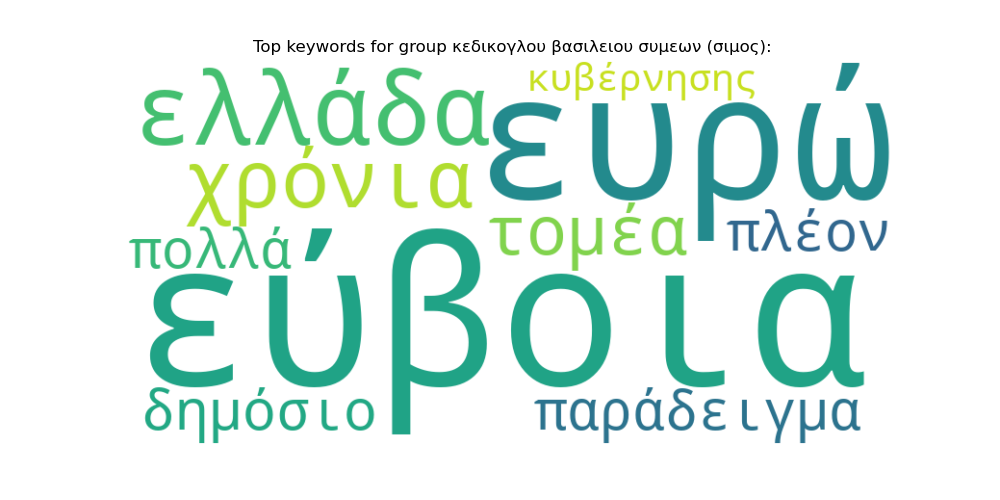 Top keywords for group κεδικογλου βασιλειου συμεων (σιμος):
κυβέρνησης
ελλάδα
ευρώ
χρόνια
τομέα
πλέον
πολλά
εύβοια
δημόσιο
παράδειγμα